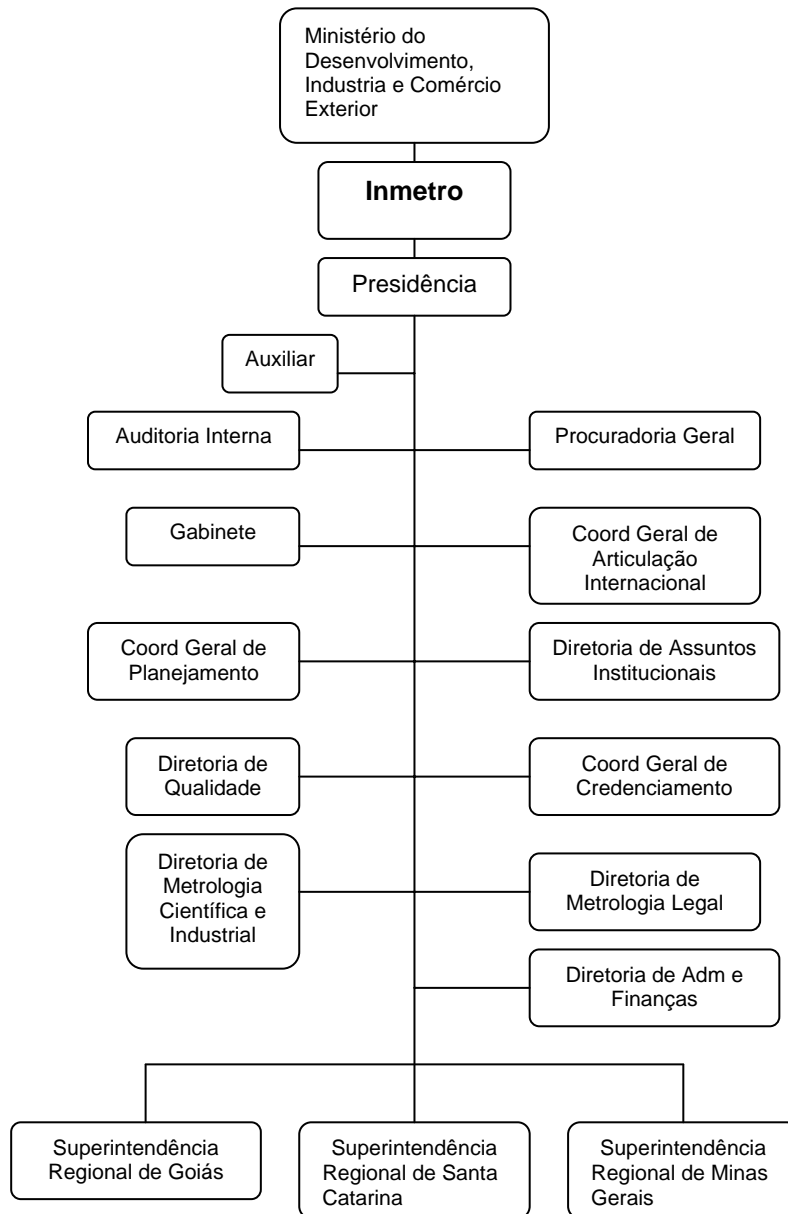 Ministério do
Desenvolvimento,
Industria e Comércio
Exterior
Inmetro
Presidência
Auxiliar
Auditoria Interna
Procuradoria Geral
Gabinete
Coord Geral de
Articulação
Internacional
Coord Geral de
Planejamento
Diretoria de Assuntos
Institucionais
Diretoria de
Qualidade
Coord Geral de
Credenciamento
Diretoria de
Metrologia
Científica e
Industrial
Diretoria de
Metrologia Legal
Diretoria de Adm e
Finanças
Superintendência
Regional de Goiás
Superintendência
Regional de Santa
Catarina
Superintendência
Regional de Minas
Gerais